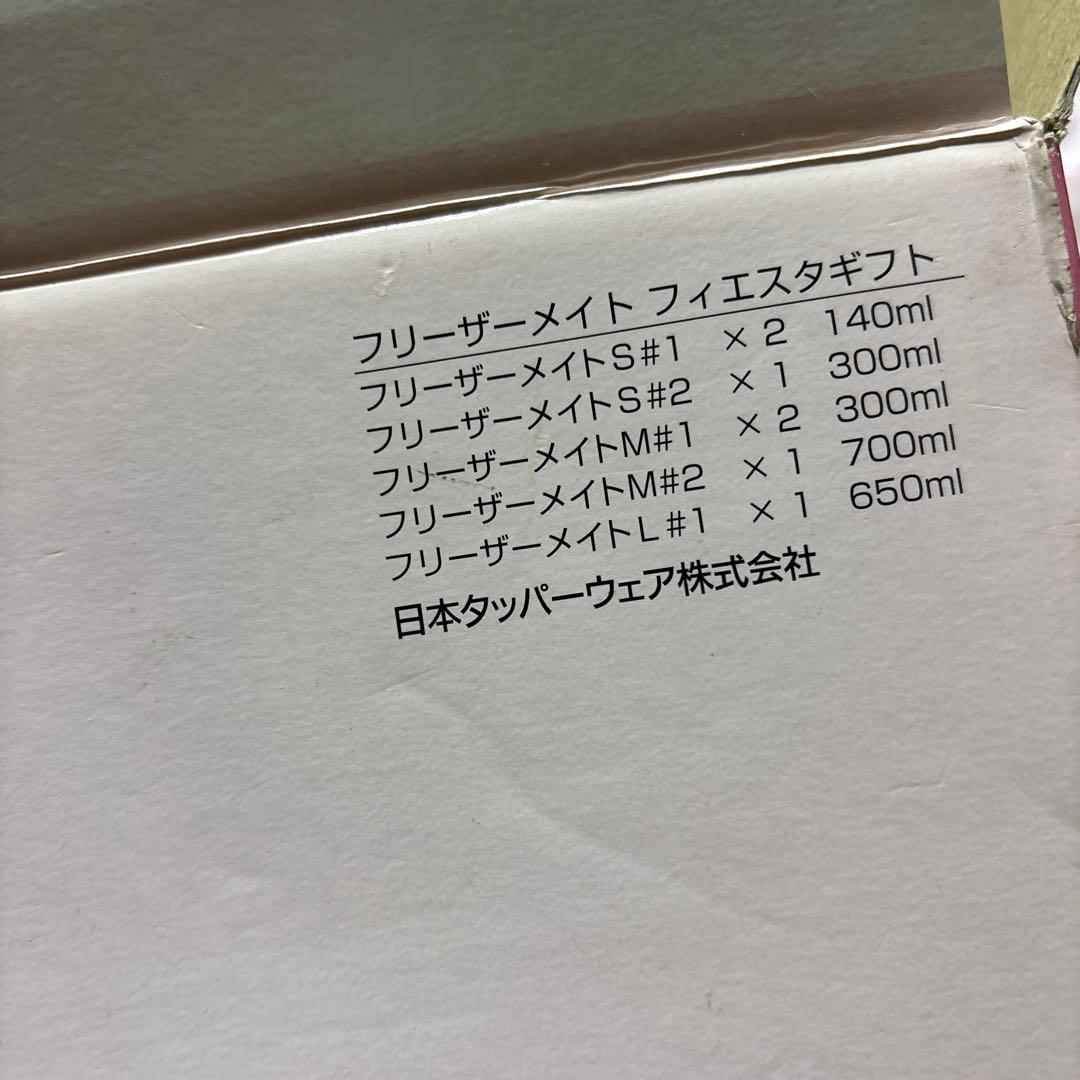 フリーザーメイト フィエスタギフト
フリーザーメイトS#1 ×2 140ml
フリーザーメイトS#2 ×1 300ml
フリーザーメイトM#1 ×2 300ml
フリーザーメイトM#2 ×1 700ml
フリーザーメイトL#1 ×1 650ml
日本タッパーウェア株式会社